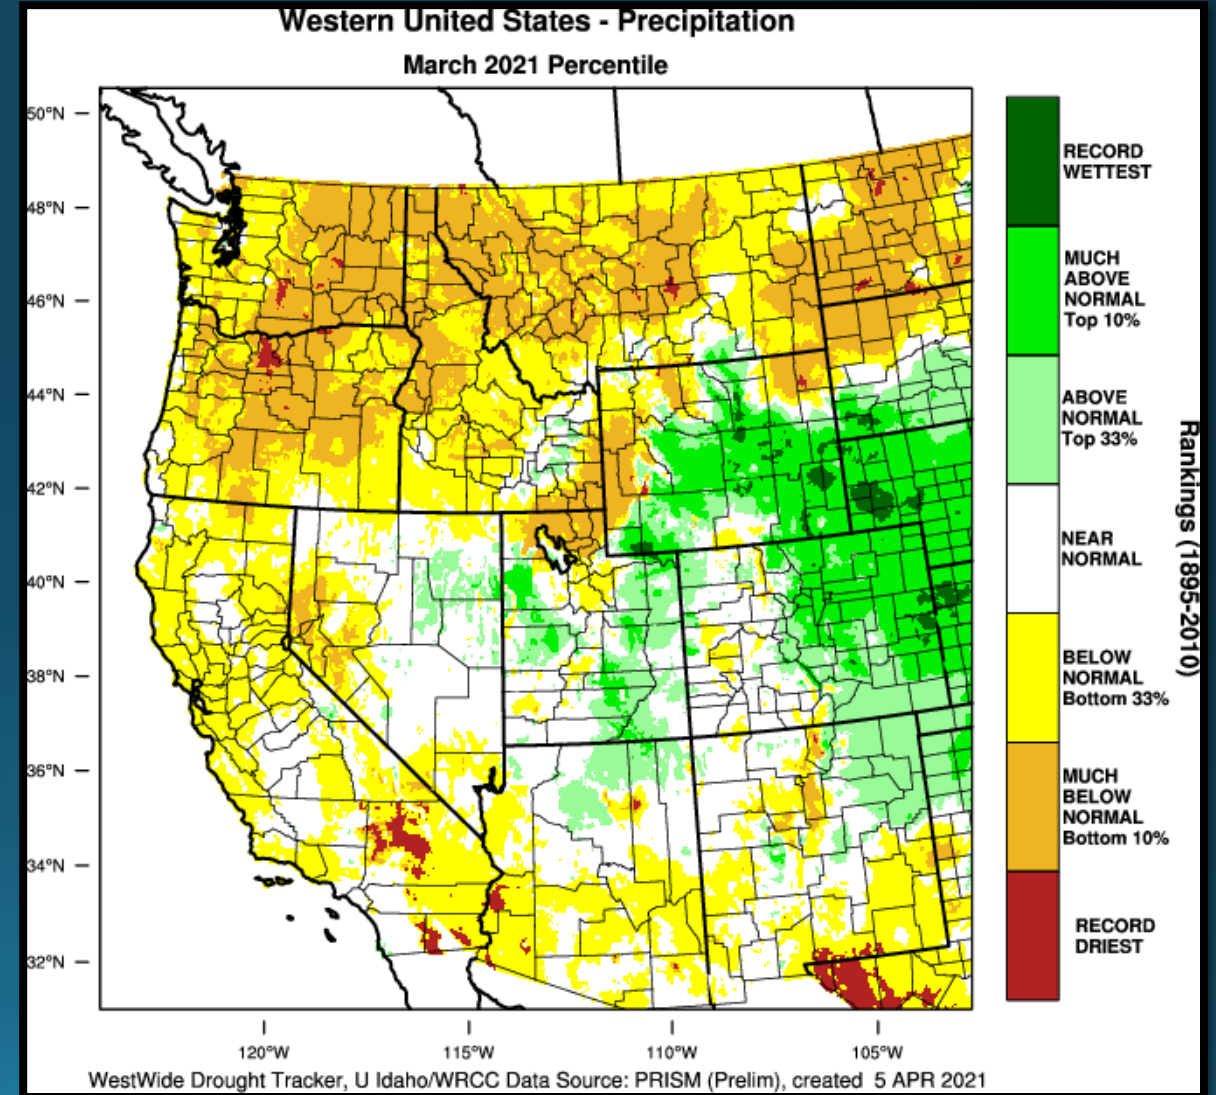 Western United States - Precipitation
March 2021 Percentile
50°N
48°N
46°N
44°N
42°N
40°N
38°N
36°N
34°N
32°N
120°W
115°W
110°W
105°W
RECORD
WETTEST
MUCH
ABOVE
NORMAL
Top 10%
ABOVE
NORMAL
Top 33%
NEAR
NORMAL
BELOW
NORMAL
Bottom 33%
MUCH
BELOW
NORMAL
Bottom 10%
RECORD
DRIEST
Rankings (1895-2010)
WestWide Drought Tracker, U Idaho/WRCC Data Source: PRISM (Prelim), created 5 APR 2021